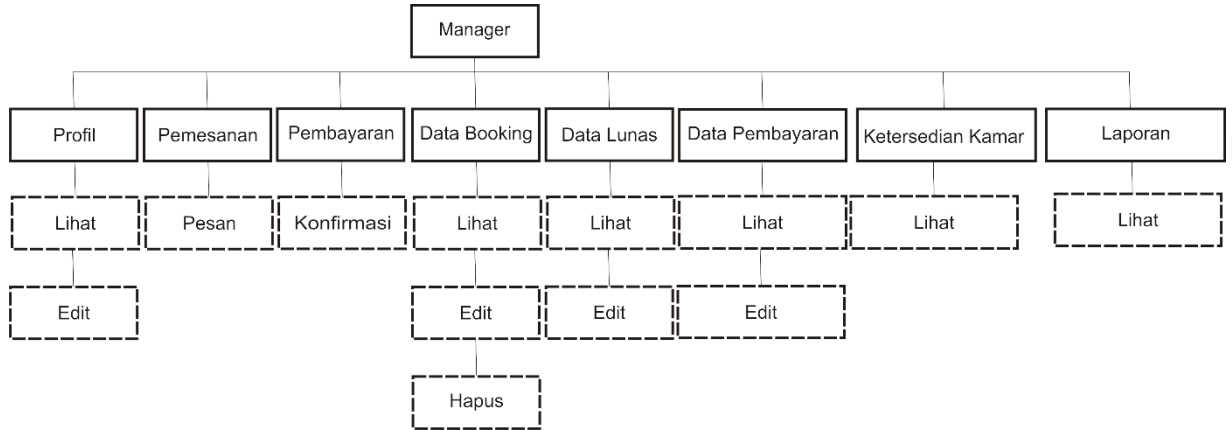 Manager
Profil
Pemesanan
Pembayaran
Data Booking
Data Lunas
Data Pembayaran
Ketersedian Kamar
Laporan
Lihat
Pesan
Konfirmasi
Lihat
Lihat
Lihat
Lihat
Lihat
Edit
Edit
Edit
Edit
Hapus